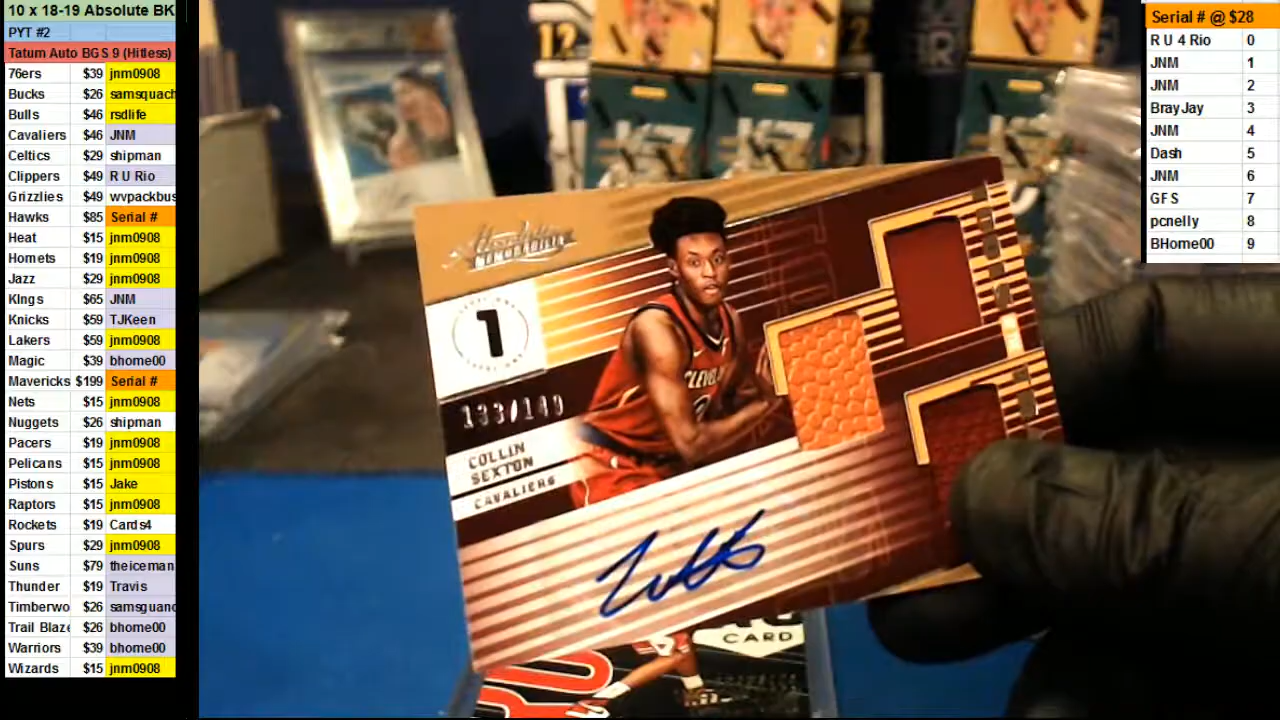 10 x 18-19 Absolute BK
PYT #2
Tatum Auto BGS 9 (Hitless)
76ers $39 jnm0908
Bucks $26 samsquach
Bulls $46 rsdlife
Cavaliers $46 JNM
Celtics $29 shipman
Clippers $49 R U Rio
Grizzlies $49 wvpackbus
Hawks $85 Serial #
Heat $15 jnm0908
Hornets $19 jnm0908
Jazz $29 jnm0908
Kings $65 JNM
Knicks $59 TJKeen
Lakers $59 jnm0908
Magic $39 bhome00
Mavericks $199 Serial #
Nets $15 jnm0908
Nuggets $26 shipman
Pacers $19 jnm0908
Pelicans $15 jnm0908
Pistons $15 Jake
Raptors $15 jnm0908
Rockets $19 Cards4
Spurs $29 jnm0908
Suns $79 theiceman
Thunder $19 Travis
Timberwo $26 samsguanc
Trail Blaze $26 bhome00
Warriors $39 bhome00
Wizards $15 jnm0908
Serial # @ $28
R U 4 Rio 0
JNM 1
JNM 2
BrayJay 3
JNM 4
Dash 5
JNM 6
GFS 7
pcnelly 8
BHome00 9
Absolute
MEMORABILIA
1
133/149
COLLIN
SEXTON
CAVALIERS
CLEVEL
CARD